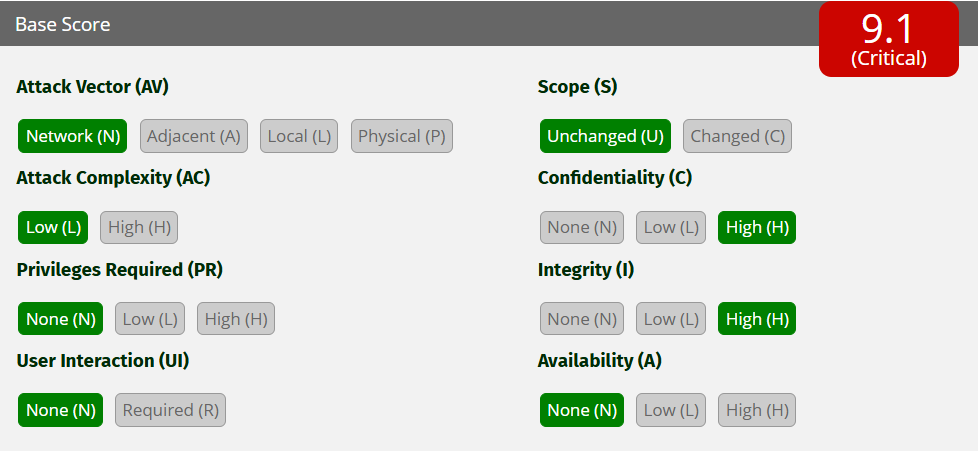 Base Score
9.1
(Critical)
Attack Vector (AV)
Network (N) Adjacent (A) Local (L) Physical (P)
Attack Complexity (AC)
Low (L) High (H)
Privileges Required (PR)
None (N) Low (L) High (H)
User Interaction (UI)
None (N) Required (R)
Scope (S)
Unchanged (U) Changed (C)
Confidentiality (C)
None (N) Low (L) High (H)
Integrity (I)
None (N) Low (L) High (H)
Availability (A)
None (N) Low (L) High (H)